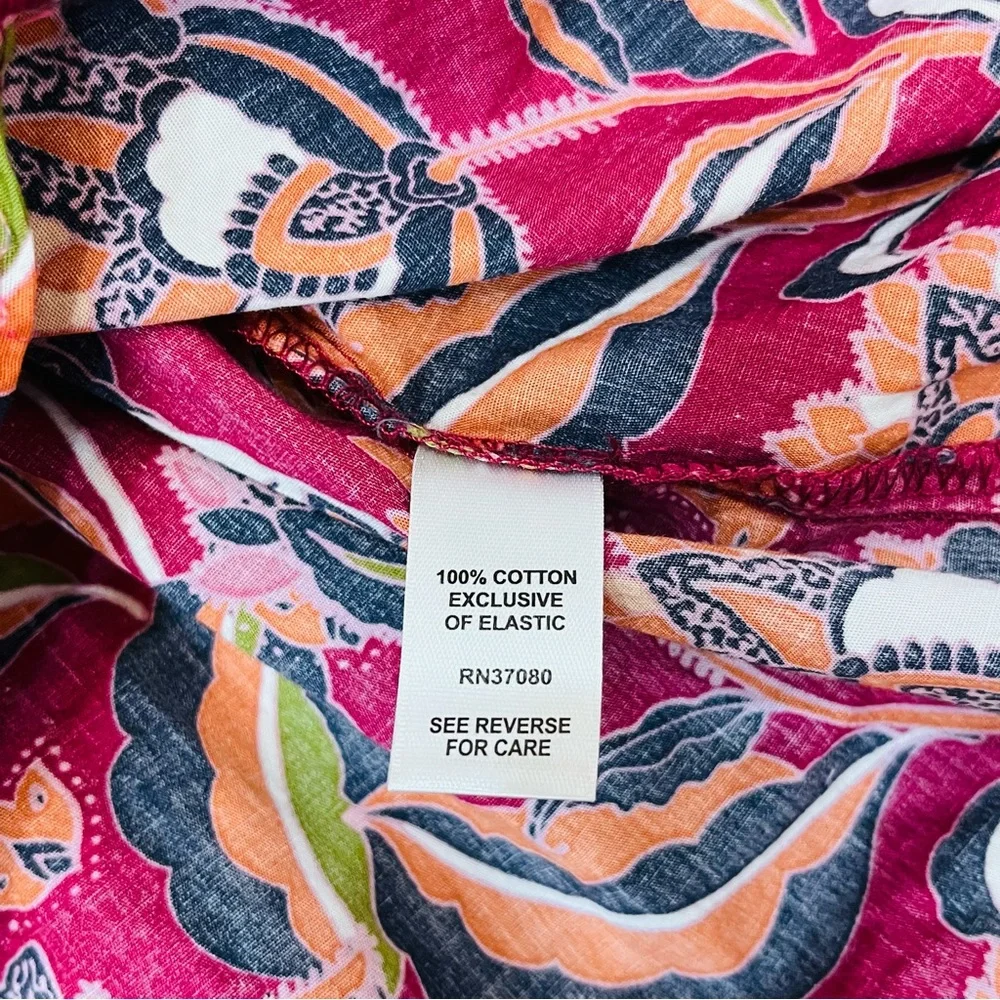 100% COTTON
EXCLUSIVE
OF ELASTIC
RN37080
SEE REVERSE
FOR CARE